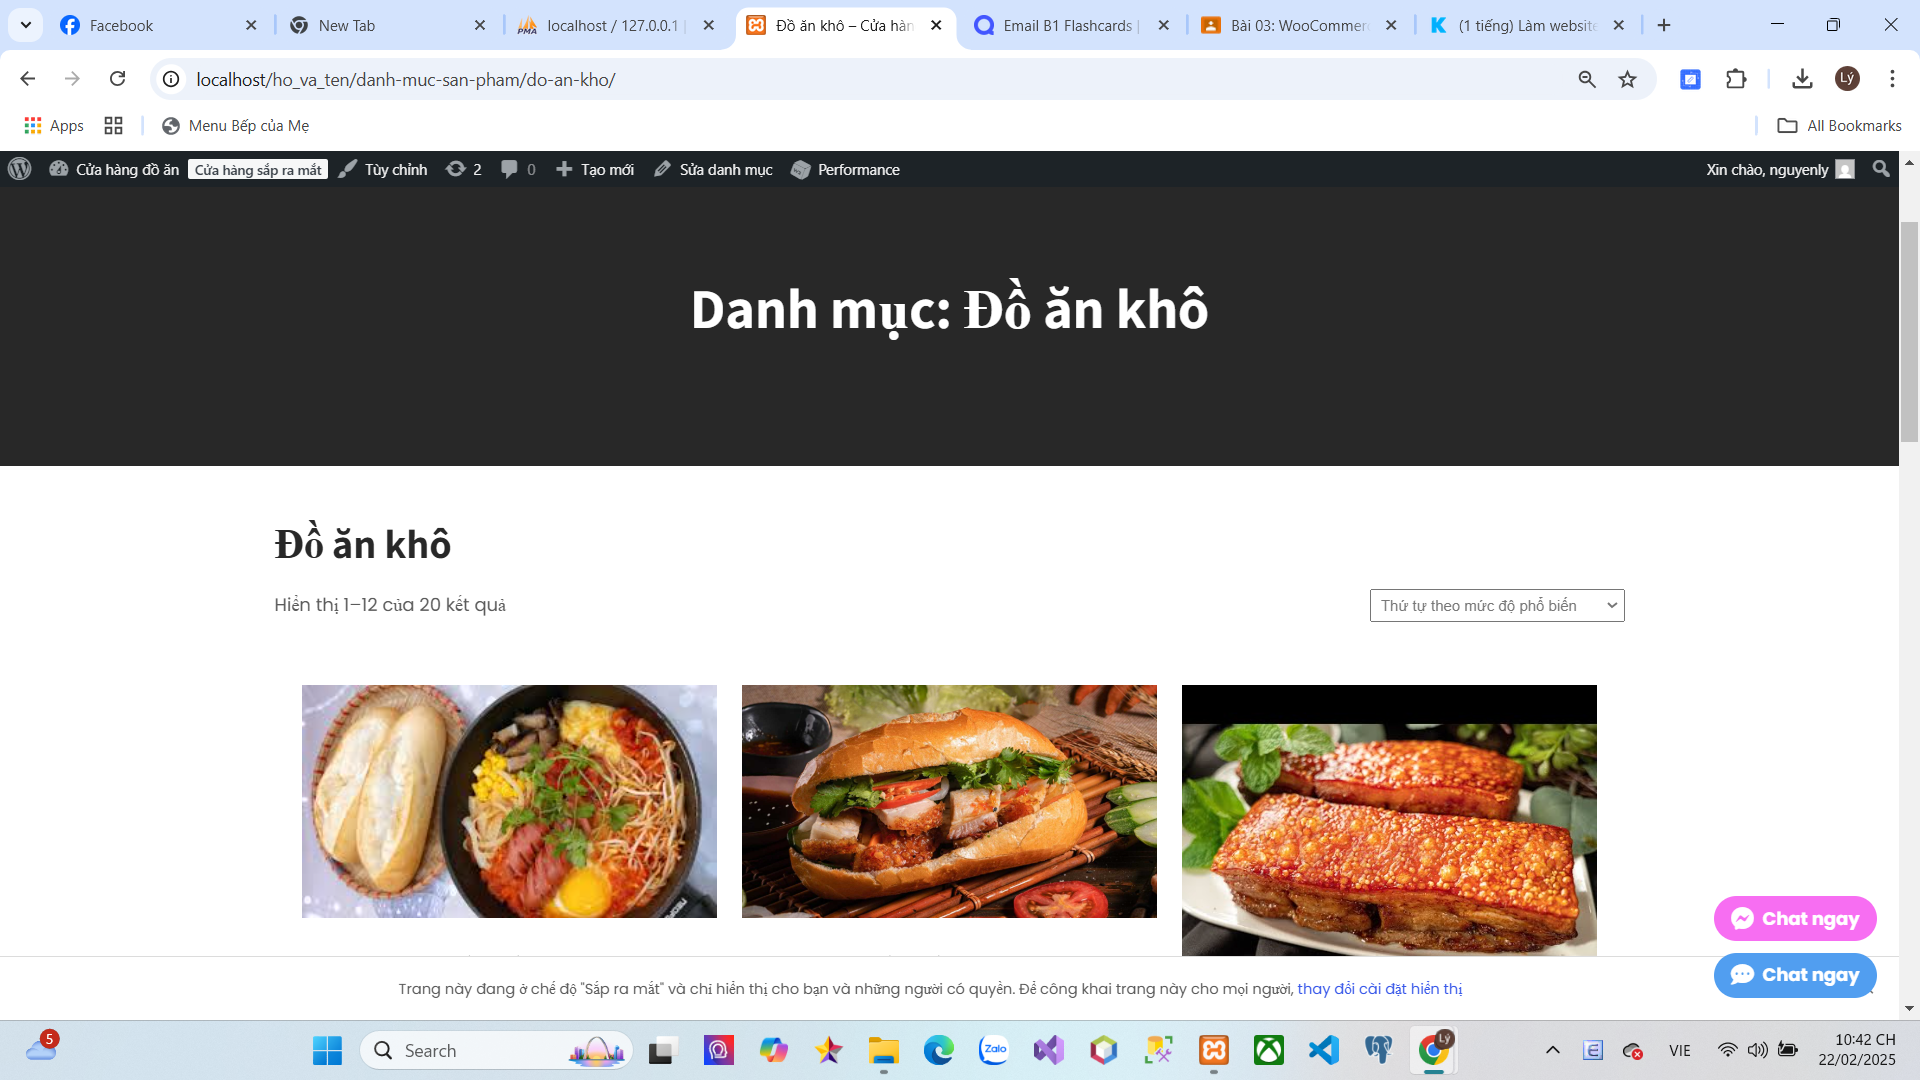 Facebook
New Tab
localhost / 127.0.0.1 |
Đồ ăn khô – Cửa hàn
Email B1 Flashcards |
Bài 03: WooCommer
(1 tiếng) Làm website
localhost/ho_va_ten/danh-muc-san-pham/do-an-kho/
Lý
Apps
Menu Bếp của Mẹ
All Bookmarks
Cửa hàng đồ ăn
Cửa hàng sắp ra mắt
Tùy chỉnh
2
0
Tạo mới
Sửa danh mục
Performance
Xin chào, nguyenly
Danh mục: Đồ ăn khô
Đồ ăn khô
Hiển thị 1–12 của 20 kết quả
Thứ tự theo mức độ phổ biến
Chat ngay
Chat ngay
Trang này đang ở chế độ "Sắp ra mắt" và chỉ hiển thị cho bạn và những người có quyền. Để công khai trang này cho mọi người, thay đổi cài đặt hiển thị
5
Search
Zalo
Lý
VIE
10:42 CH
22/02/2025